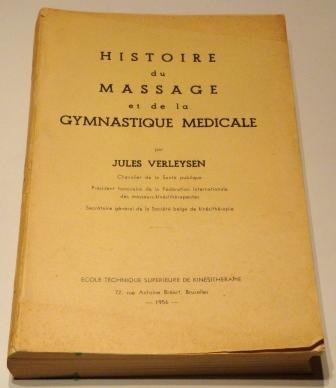 HISTOIRE
du
MASSAGE
et de la
GYMNASTIQUE MEDICALE
par
JULES VERLEYSEN
Chevalier de la Santé publique
Président honoraire de la Fédération internationale
des masseurs-kinésithérapeutes
Secrétaire général de la Société belge de kinésithérapie
ECOLE TECHNIQUE SUPERIEURE DE KINESITHERAPIE
72, rue Antoine Bréart, Bruxelles
— 1956 —